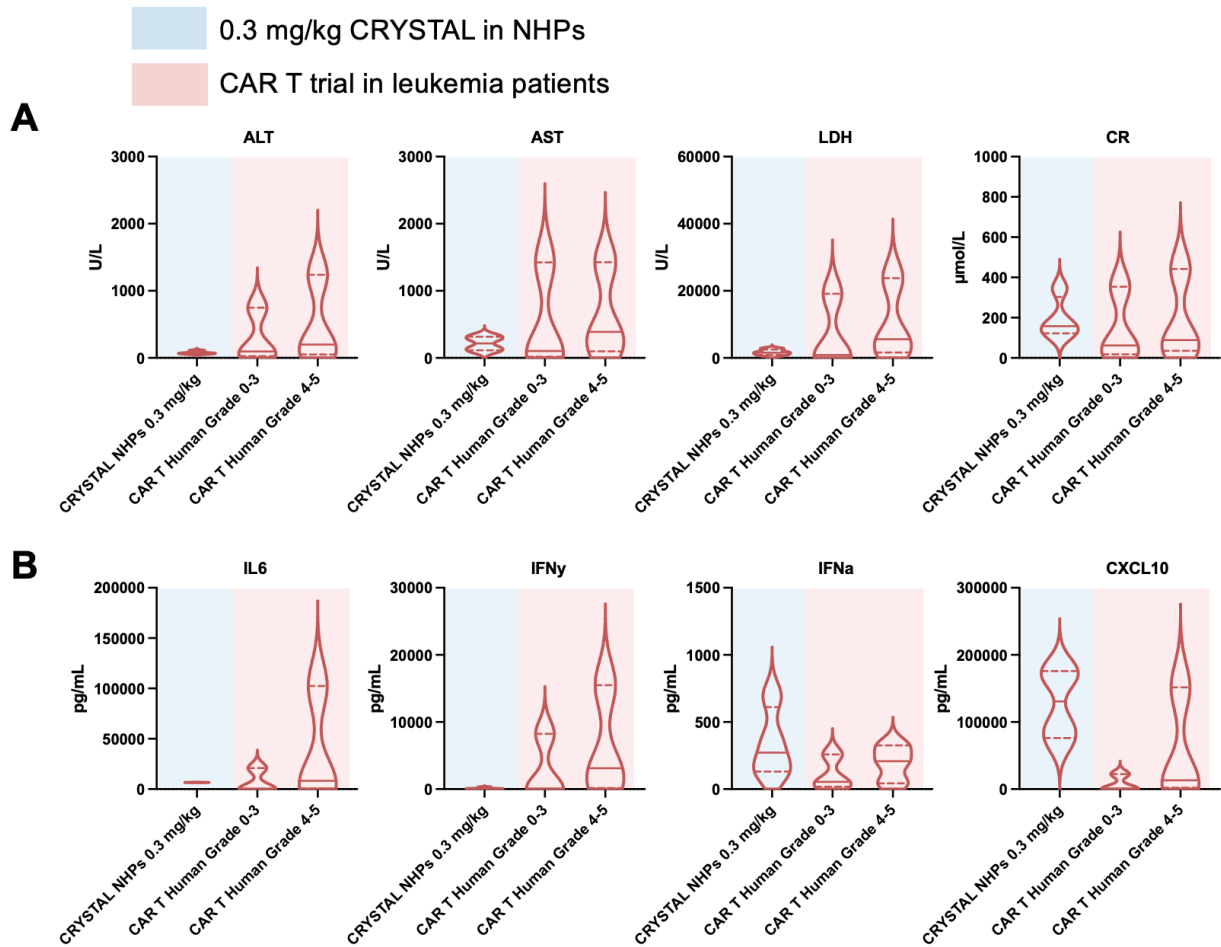 0.3 mg/kg CRYSTAL in NHPs
CAR T trial in leukemia patients
A
ALT
3000
2000
1000
0
U/L
CRYSTAL NHPs 0.3 mg/kg
CAR T Human Grade 0-3
CAR T Human Grade 4-5
AST
3000
2000
1000
0
U/L
CRYSTAL NHPs 0.3 mg/kg
CAR T Human Grade 0-3
CAR T Human Grade 4-5
LDH
60000
40000
20000
0
U/L
CRYSTAL NHPs 0.3 mg/kg
CAR T Human Grade 0-3
CAR T Human Grade 4-5
CR
1000
800
600
400
200
0
μmol/L
CRYSTAL NHPs 0.3 mg/kg
CAR T Human Grade 0-3
CAR T Human Grade 4-5
B
IL6
200000
150000
100000
50000
0
pg/mL
CRYSTAL NHPs 0.3 mg/kg
CAR T Human Grade 0-3
CAR T Human Grade 4-5
IFNy
30000
20000
10000
0
pg/mL
CRYSTAL NHPs 0.3 mg/kg
CAR T Human Grade 0-3
CAR T Human Grade 4-5
IFNa
1500
1000
500
0
pg/mL
CRYSTAL NHPs 0.3 mg/kg
CAR T Human Grade 0-3
CAR T Human Grade 4-5
CXCL10
300000
200000
100000
0
pg/mL
CRYSTAL NHPs 0.3 mg/kg
CAR T Human Grade 0-3
CAR T Human Grade 4-5